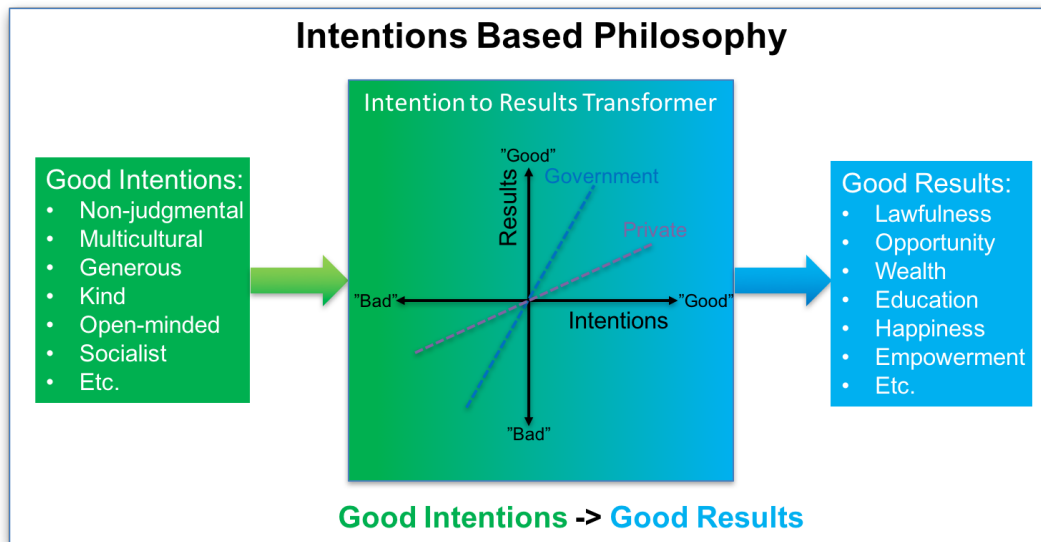 Intentions Based Philosophy
Intention to Results Transformer
Good Intentions:
• Non-judgmental
• Multicultural
• Generous
• Kind
• Open-minded
• Socialist
• Etc.
"Good"
Results
Government
Private
"Bad"
"Good"
Intentions
"Bad"
Good Results:
• Lawfulness
• Opportunity
• Wealth
• Education
• Happiness
• Empowerment
• Etc.
Good Intentions -> Good Results